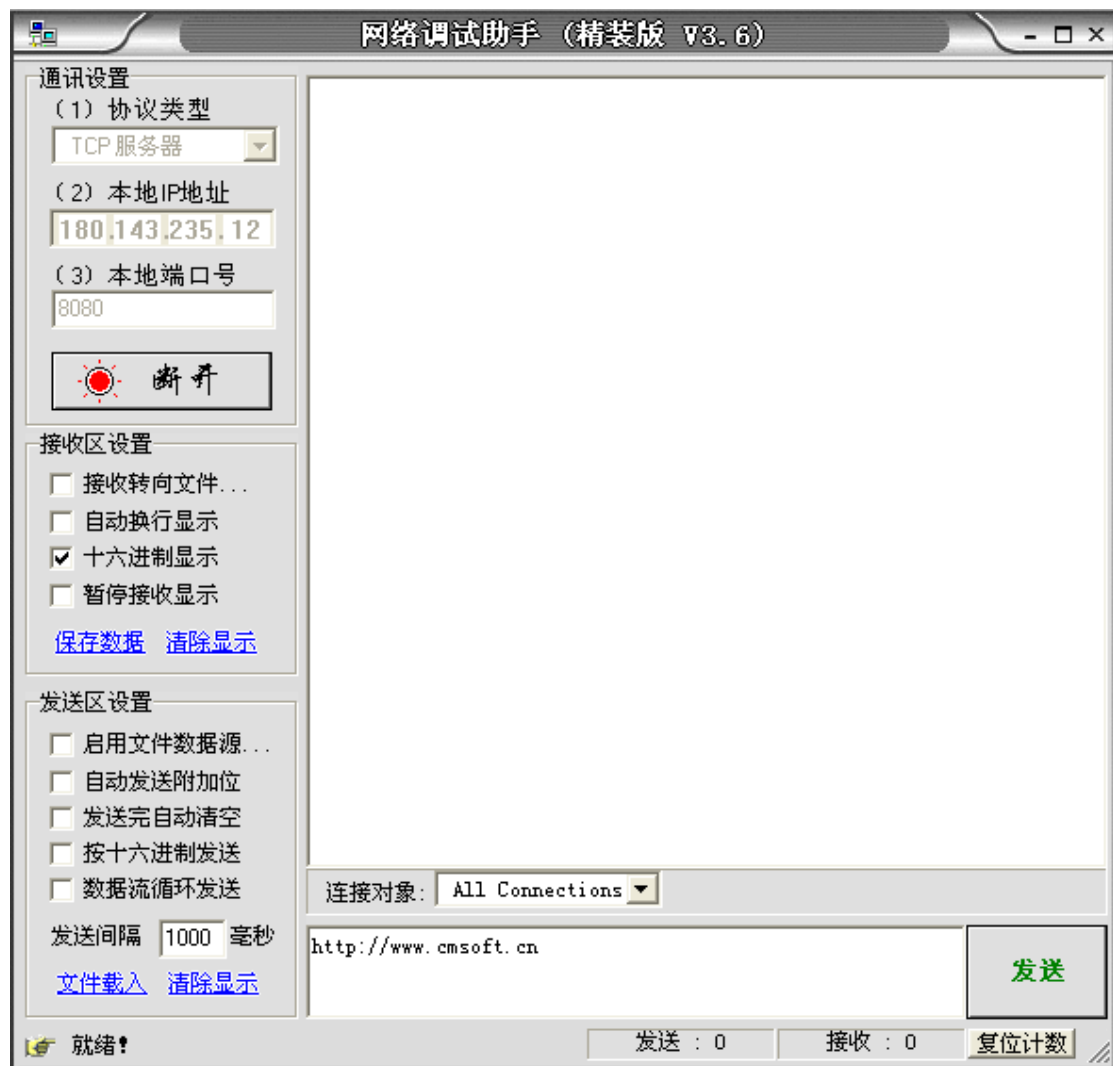 网络调试助手 (精装版 V3.6)
通讯设置
(1) 协议类型
TCP服务器
(2) 本地IP地址
180.143.235.12
(3) 本地端口号
8080
断开
接收区设置
接收转向文件...
自动换行显示
十六进制显示
暂停接收显示
保存数据 清除显示
发送区设置
启用文件数据源...
自动发送附加位
发送完自动清空
按十六进制发送
数据流循环发送
发送间隔 1000 毫秒
文件载入 清除显示
连接对象: All Connections
http://www.cmsoft.cn
发送
就绪!
发送 : 0
接收 : 0
复位计数